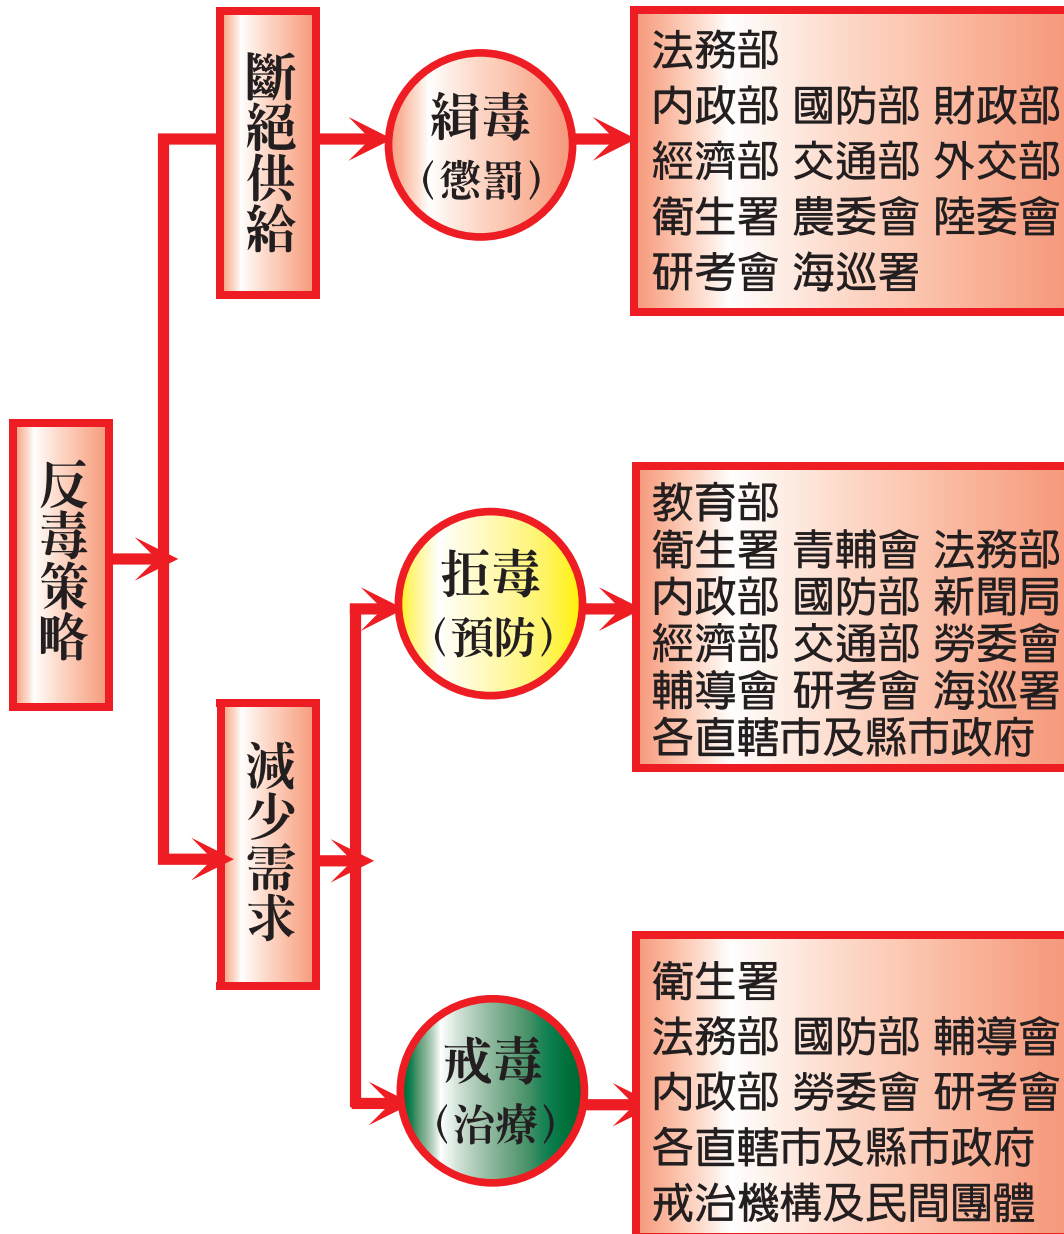 反毒策略
斷絕供給
緝毒
（懲罰）
法務部
内政部 國防部 財政部
經濟部 交通部 外交部
衛生署 農委會 陸委會
研考會 海巡署
減少需求
拒毒
（預防）
教育部
衛生署 青輔會 法務部
内政部 國防部 新聞局
經濟部 交通部 勞委會
輔導會 研考會 海巡署
各直轄市及縣市政府
戒毒
（治療）
衛生署
法務部 國防部 輔導會
内政部 勞委會 研考會
各直轄市及縣市政府
戒治機構及民間團體